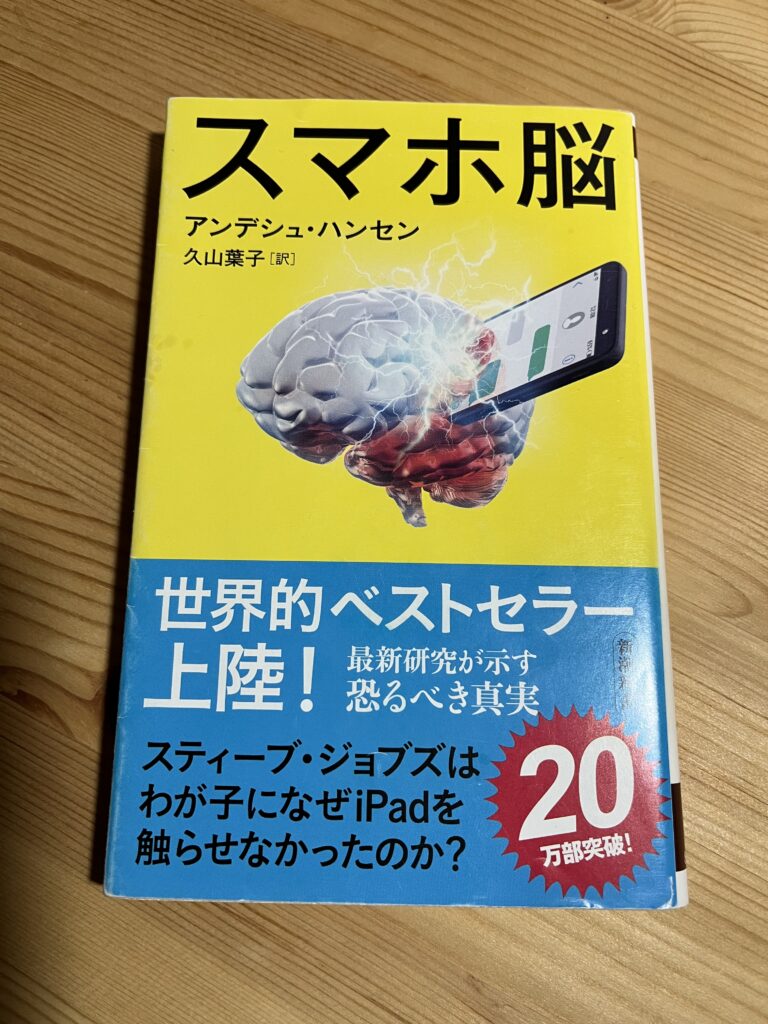 スマホ脳
アンデシュ・ハンセン
久山葉子[訳]
世界的ベストセラー
上陸!
最新研究が示す
恐るべき真実
スティーブ・ジョブズは
わが子になぜiPadを
触らせなかったのか?
20
万部突破!
新潮